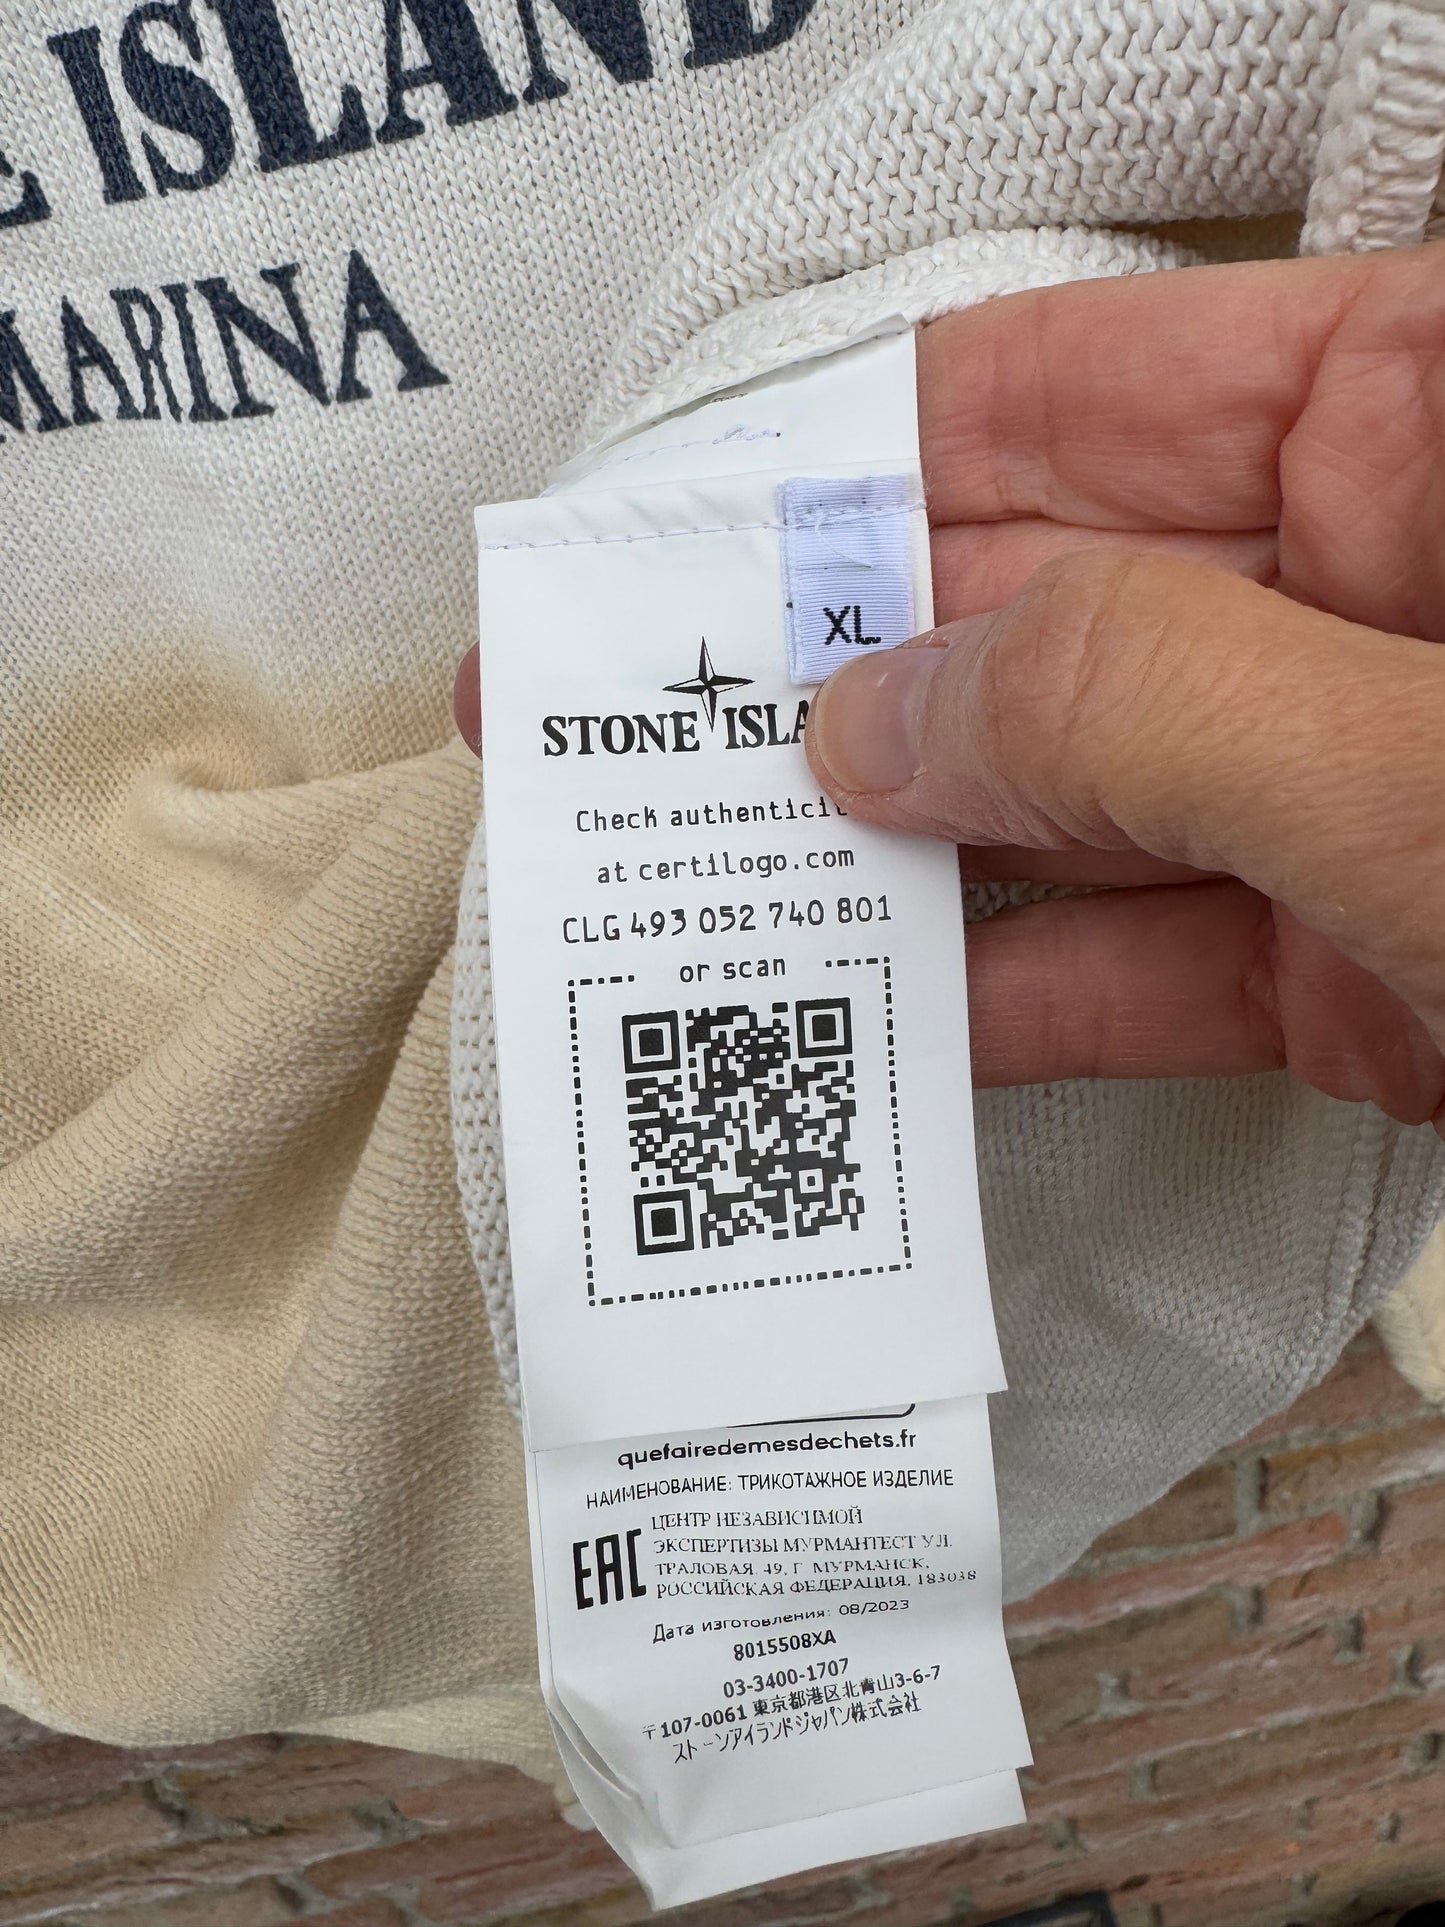 ISLAND
MARINA
XL
STONE ISLA
Check authenticit
at certilogo.com
CLG 493 052 740 801
or scan
quefairedemesdechets.fr
НАИМЕНОВАНИЕ: ТРИКОТАЖНОЕ ИЗДЕЛИЕ
EAC
ЦЕНТР НЕЗАВИСИМОЙ
ЭКСПЕРТИЗЫ МУРМАНТЕСТ УЛ.
ТРАЛОВАЯ, 49, Г. МУРМАНСК,
РОССИЙСКАЯ ФЕДЕРАЦИЯ, 183038
Дата изготовления: 08/2023
8015508XA
03-3400-1707
〒107-0061 東京都港区北青山3-6-7
ストーンアイランドジャパン株式会社